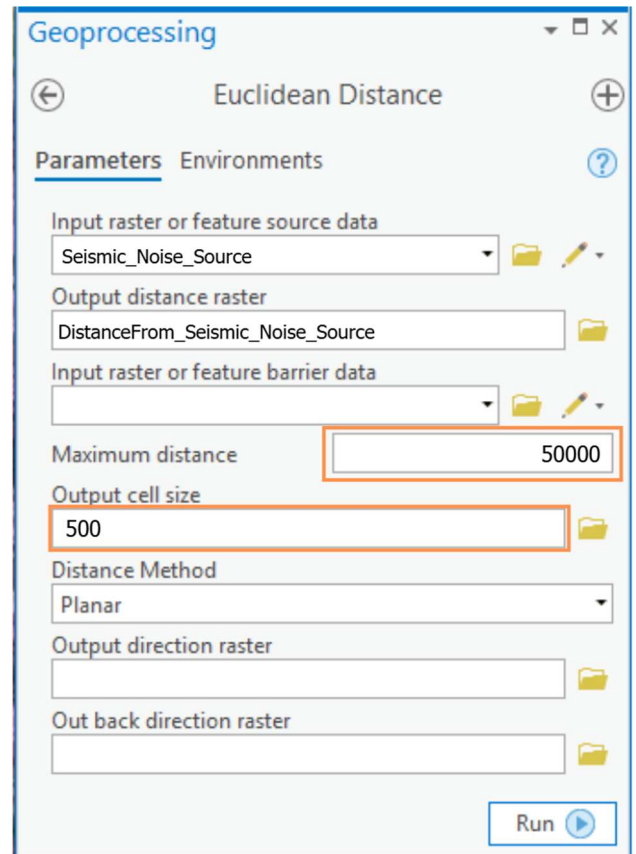 Geoprocessing
Euclidean Distance
Parameters Environments
Input raster or feature source data
Seismic_Noise_Source
Output distance raster
DistanceFrom_Seismic_Noise_Source
Input raster or feature barrier data
Maximum distance 50000
Output cell size
500
Distance Method
Planar
Output direction raster
Out back direction raster
Run